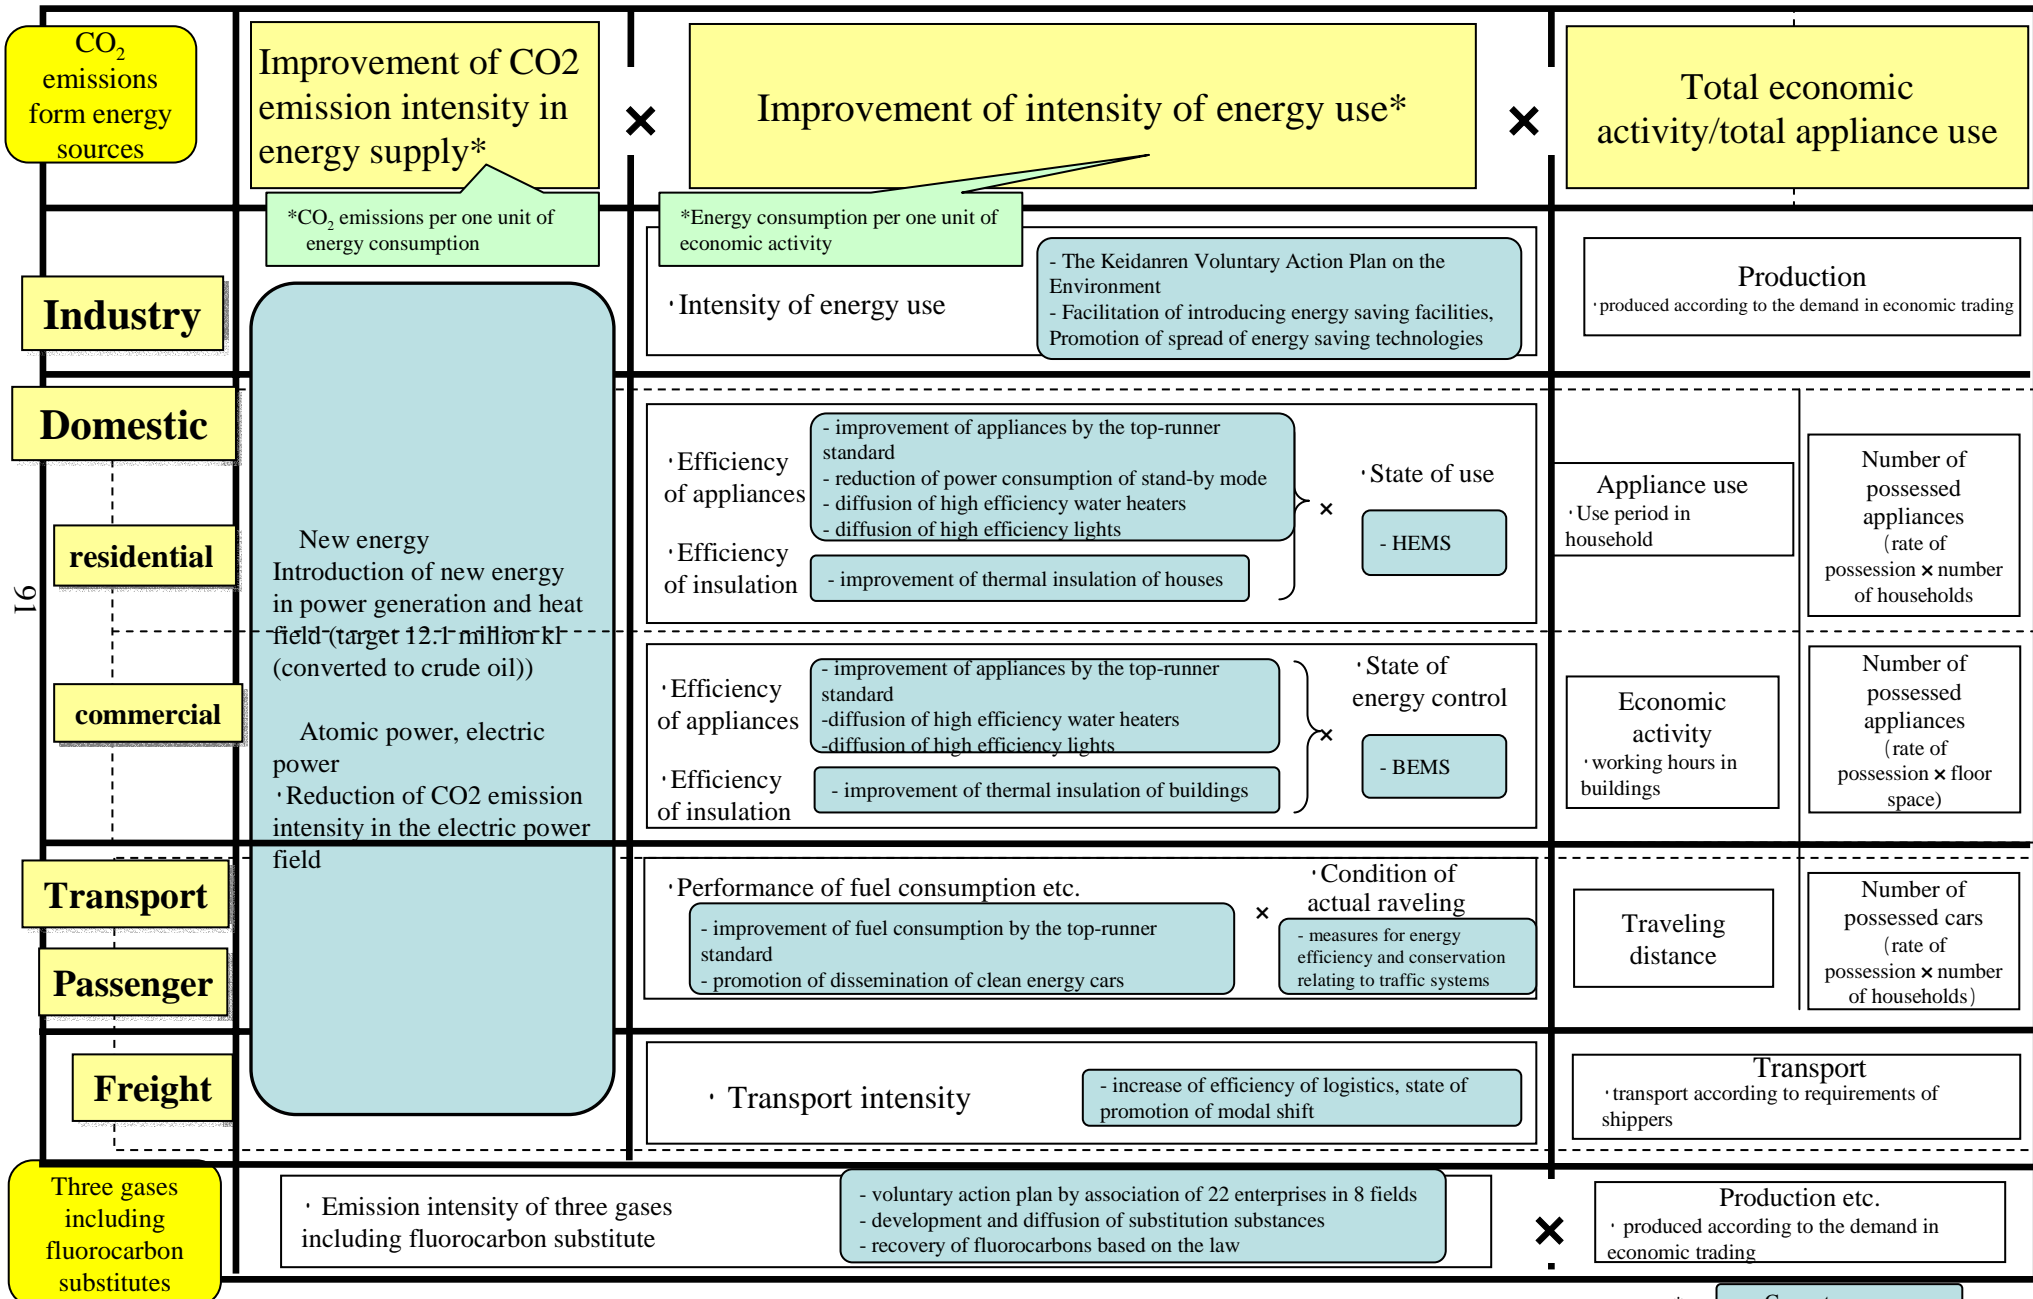 CO2
emissions
form energy
sources
Improvement of CO2
emission intensity in
energy supply*
×
Improvement of intensity of energy use*
×
Total economic
activity/total appliance use
*CO2 emissions per one unit of
energy consumption
*Energy consumption per one unit of
economic activity
Industry
·Intensity of energy use
- The Keidanren Voluntary Action Plan on the
Environment
- Facilitation of introducing energy saving facilities,
Promotion of spread of energy saving technologies
Production
·produced according to the demand in economic trading
New energy
Introduction of new energy
in power generation and heat
field (target 12.1 million kl
(converted to crude oil))
Atomic power, electric
power
·Reduction of CO2 emission
intensity in the electric power
field
Domestic
residential
·Efficiency
of appliances
- improvement of appliances by the top-runner
standard
- reduction of power consumption of stand-by mode
- diffusion of high efficiency water heaters
- diffusion of high efficiency lights
·Efficiency
of insulation
- improvement of thermal insulation of houses
×
·State of use
- HEMS
Appliance use
·Use period in
household
Number of
possessed
appliances
(rate of
possession × number
of households
91
commercial
·Efficiency
of appliances
- improvement of appliances by the top-runner
standard
-diffusion of high efficiency water heaters
-diffusion of high efficiency lights
·Efficiency
of insulation
- improvement of thermal insulation of buildings
×
·State of
energy control
- BEMS
Economic
activity
·working hours in
buildings
Number of
possessed
appliances
(rate of
possession × floor
space)
Transport
Passenger
·Performance of fuel consumption etc.
- improvement of fuel consumption by the top-runner
standard
- promotion of dissemination of clean energy cars
×
·Condition of
actual raveling
- measures for energy
efficiency and conservation
relating to traffic systems
Traveling
distance
Number of
possessed cars
(rate of
possession × number
of households)
Freight
· Transport intensity
- increase of efficiency of logistics, state of
promotion of modal shift
Transport
·transport according to requirements of
shippers
Three gases
including
fluorocarbon
substitutes
· Emission intensity of three gases
including fluorocarbon substitute
- voluntary action plan by association of 22 enterprises in 8 fields
- development and diffusion of substitution substances
- recovery of fluorocarbons based on the law
×
Production etc.
· produced according to the demand in
economic trading